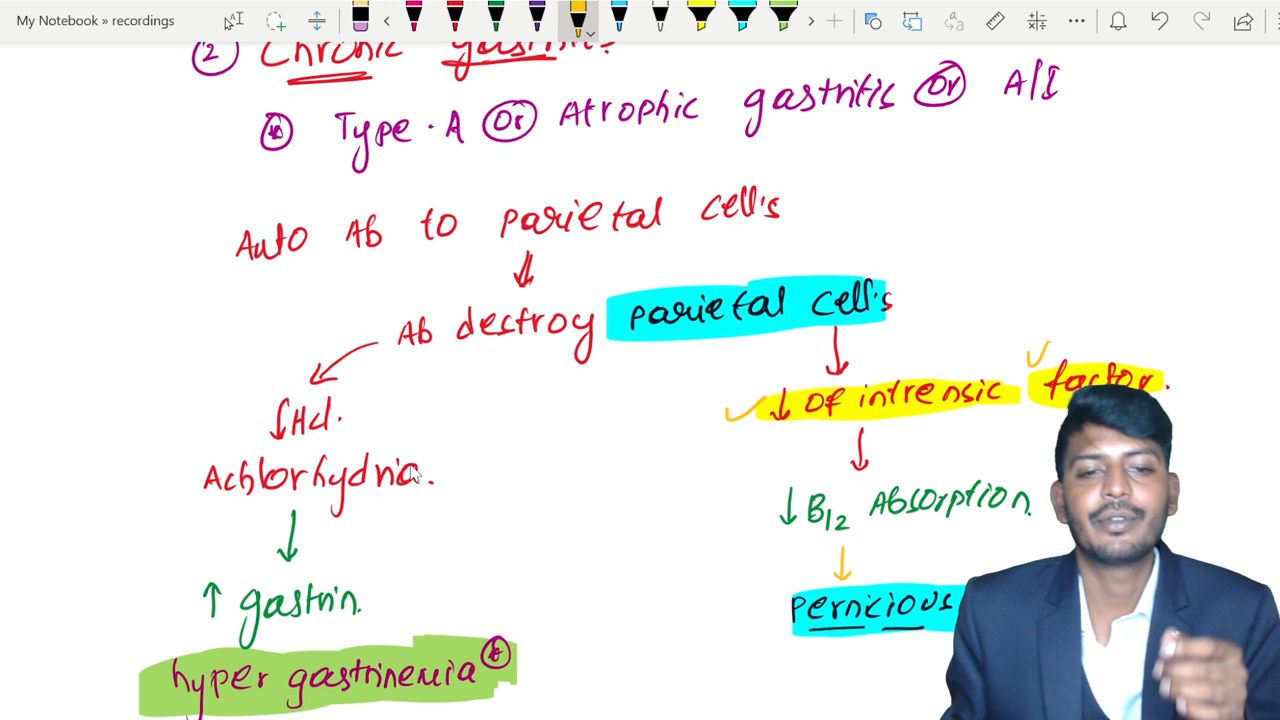 My Notebook » recordings
② Chronic gastritis
Type-A or Atrophic gastritis or A/I
Auto Ab to parietal cell's
Ab destroy parietal cell's
↓Hcl.
Achlorhydria.
↑ gastrin.
hyper gastrinemia
↓ of intrensic factor.
↓ B12 Absorption.
pernicious